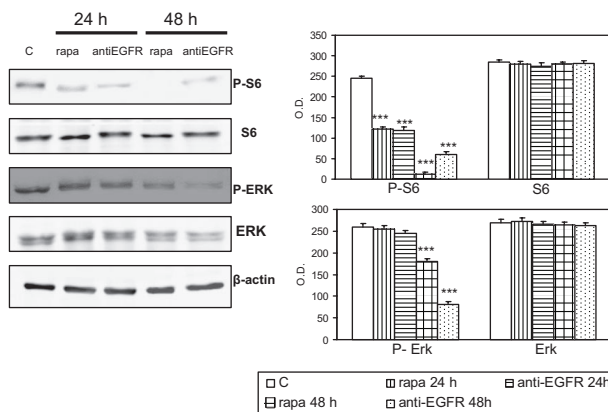 24 h 48 h
C rapa antiEGFR rapa antiEGFR
P-S6
S6
P-ERK
ERK
β-actin
350
300
250
200
150
100
50
0
O.D.
***
***
***
***
P-S6 S6
300
250
200
150
100
50
0
O.D.
***
***
P- Erk Erk
C rapa 24 h anti-EGFR 24h
rapa 48 h anti-EGFR 48h